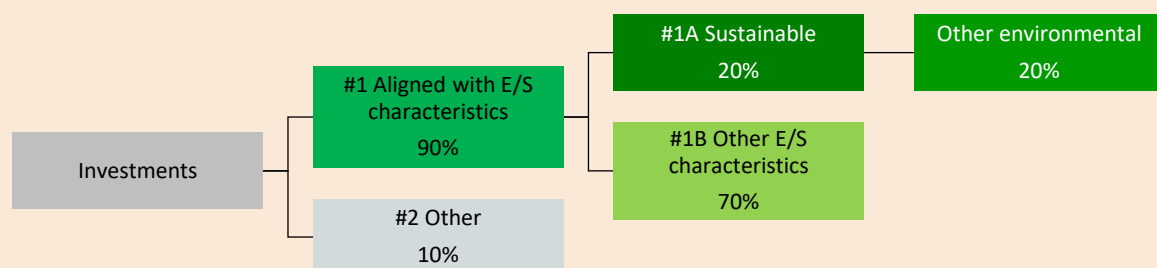 Investments
#1 Aligned with E/S
characteristics
90%
#2 Other
10%
#1A Sustainable
20%
#1B Other E/S
characteristics
70%
Other environmental
20%